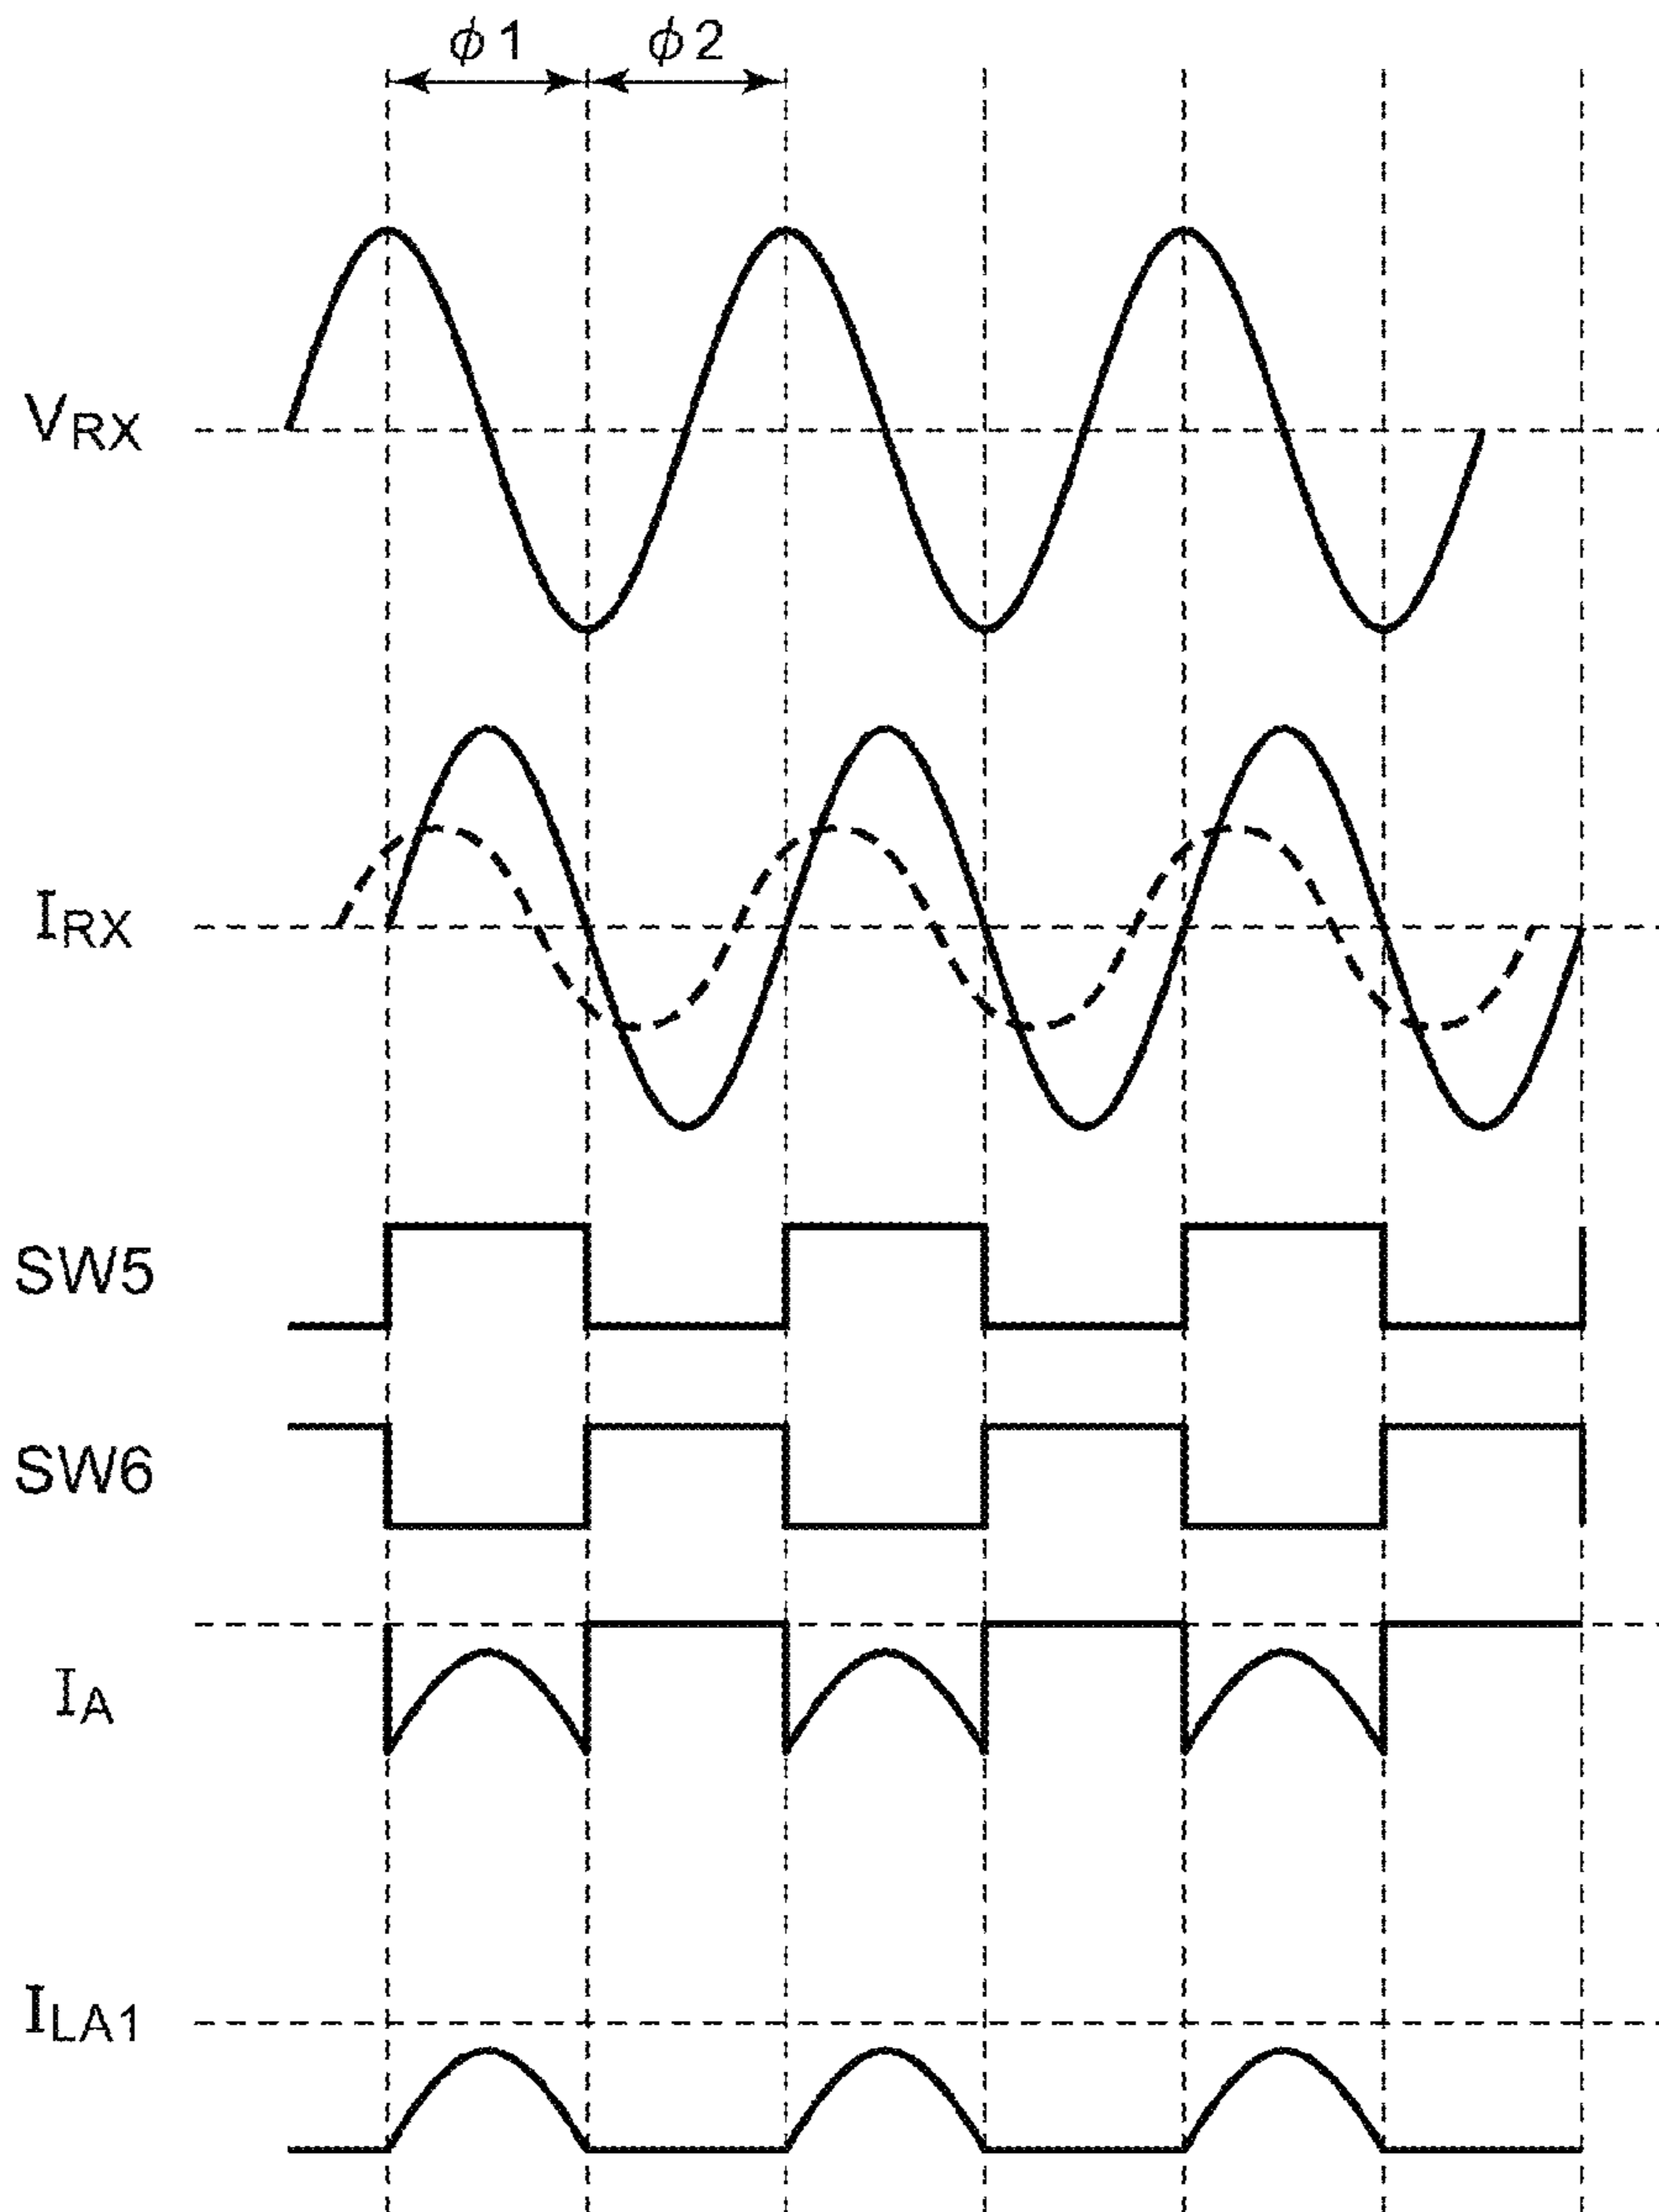 ϕ1 ϕ2
VRX
IRX
SW5
SW6
IA
ILA1